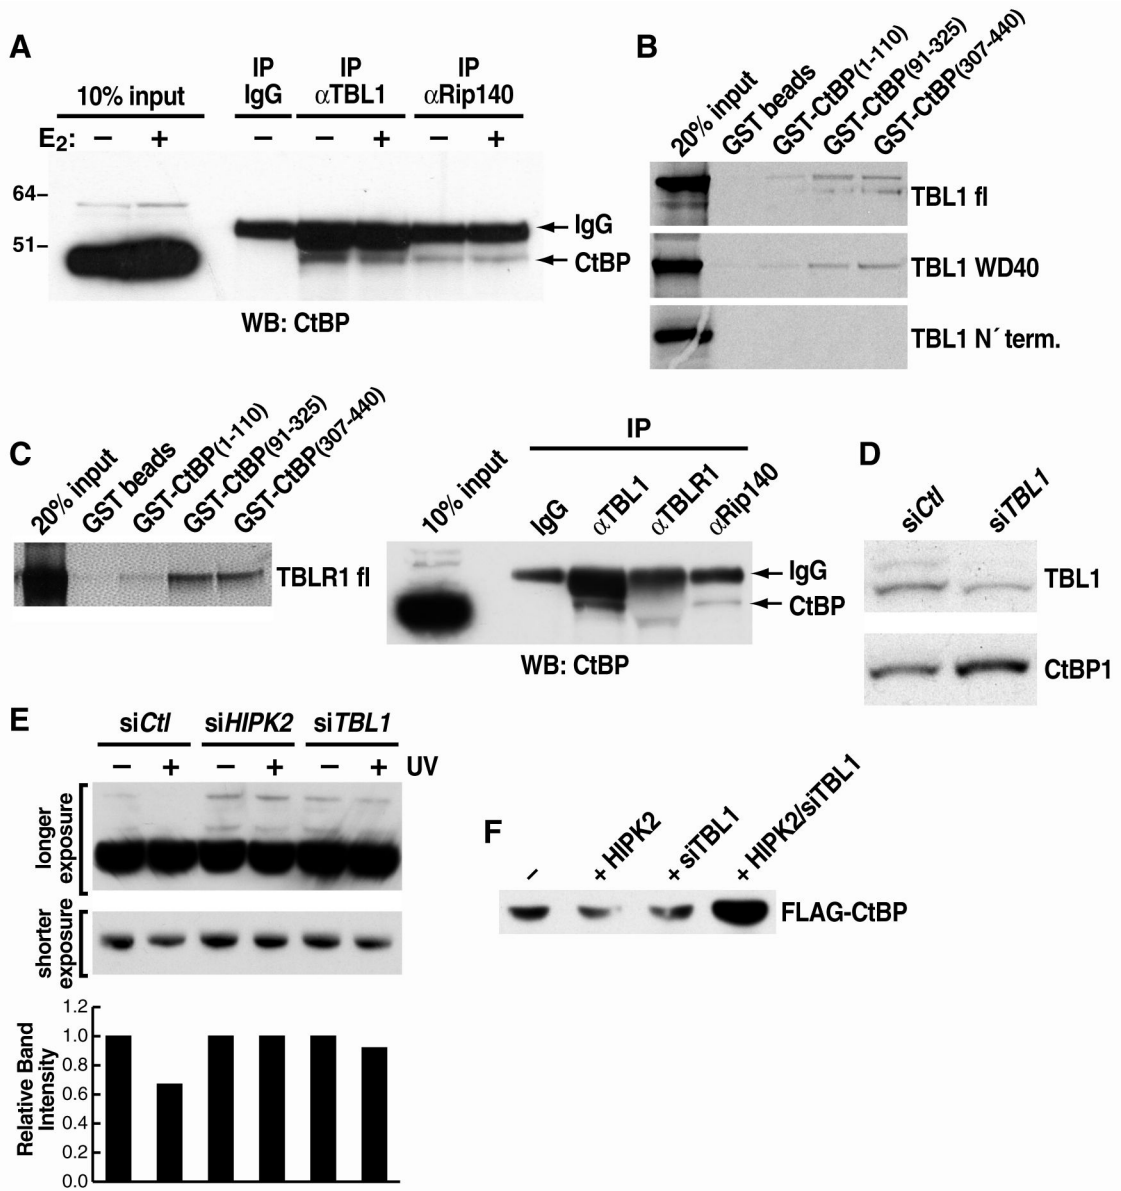 A
10% input
IP IgG
IP αTBL1
IP αRip140
E2: – + – – + – +
64–
51–
IgG
CtBP
WB: CtBP
B
20% input
GST beads
GST-CtBP(1-110)
GST-CtBP(91-325)
GST-CtBP(307-440)
TBL1 fl
TBL1 WD40
TBL1 N´ term.
C
20% input
GST beads
GST-CtBP(1-110)
GST-CtBP(91-325)
GST-CtBP(307-440)
TBLR1 fl
IP
10% input
IgG
αTBL1
αTBLR1
αRip140
IgG
CtBP
WB: CtBP
D
siCtl
siTBL1
TBL1
CtBP1
E
siCtl siHIPK2 siTBL1
– + – + – + UV
longer exposure
shorter exposure
Relative Band Intensity
1.2
1.0
0.8
0.6
0.4
0.2
0.0
F
–
+ HIPK2
+ siTBL1
+ HIPK2/siTBL1
FLAG-CtBP